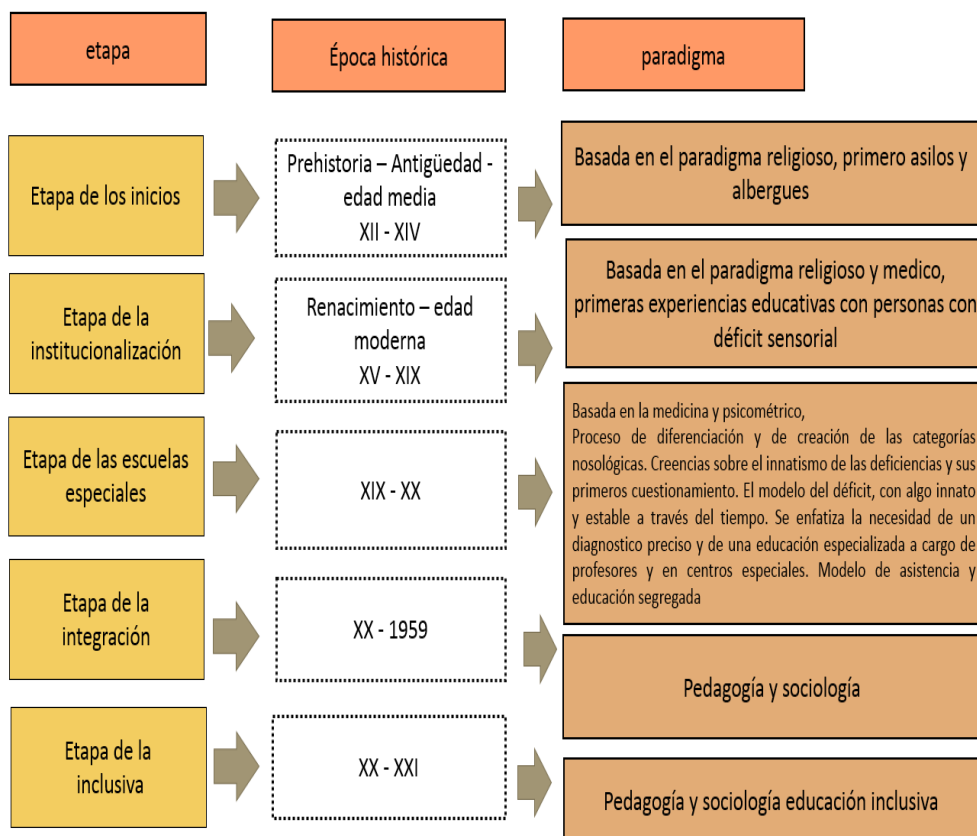 etapa
Época histórica
paradigma
Etapa de los inicios
Prehistoria – Antigüedad -
edad media
XII - XIV
Basada en el paradigma religioso, primero asilos y
albergues
Etapa de la
institucionalización
Renacimiento – edad
moderna
XV - XIX
Basada en el paradigma religioso y medico,
primeras experiencias educativas con personas con
déficit sensorial
Etapa de las escuelas
especiales
XIX - XX
Basada en la medicina y psicométrico,
Proceso de diferenciación y de creación de las categorías
nosológicas. Creencias sobre el innatismo de las deficiencias y sus
primeros cuestionamiento. El modelo del déficit, con algo innato
y estable a través del tiempo. Se enfatiza la necesidad de un
diagnostico preciso y de una educación especializada a cargo de
profesores y en centros especiales. Modelo de asistencia y
educación segregada
Etapa de la
integración
XX - 1959
Pedagogía y sociología
Etapa de la
inclusiva
XX - XXI
Pedagogía y sociología educación inclusiva